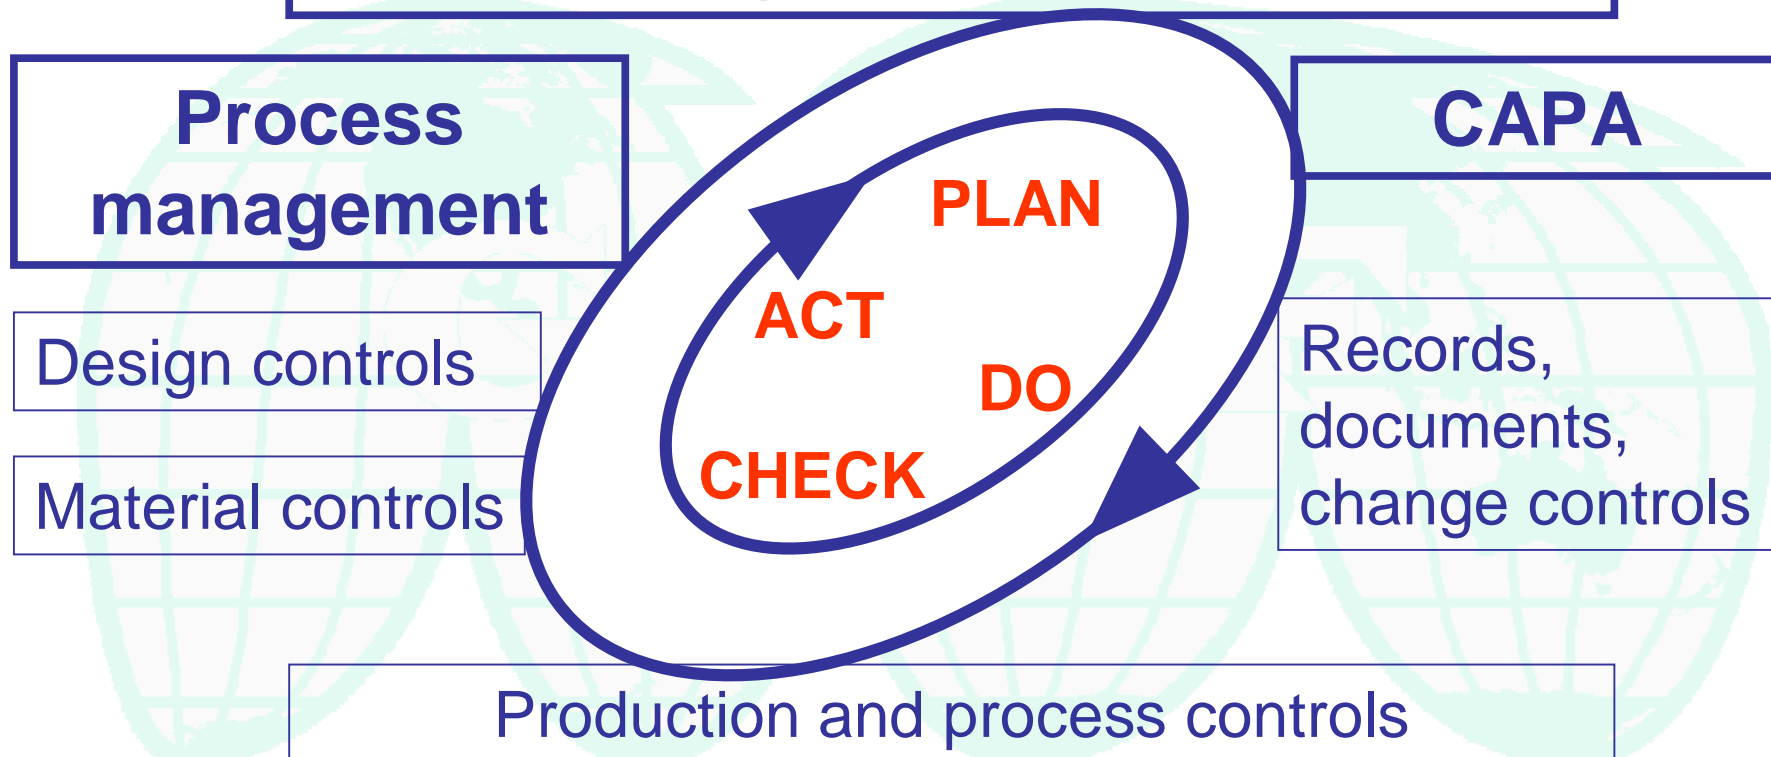 Process
management
CAPA
PLAN
ACT
DO
CHECK
Design controls
Material controls
Records,
documents,
change controls
Production and process controls